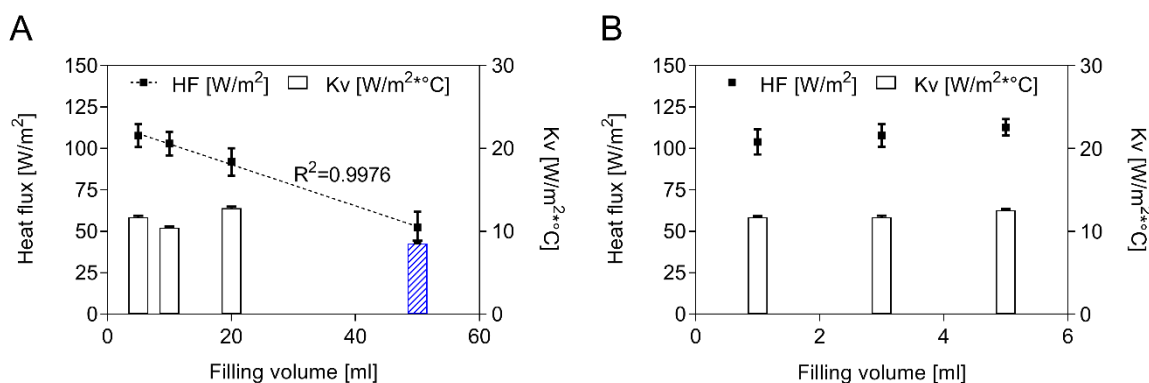 A
HF [W/m²]
Kv [W/m²*°C]
Heat flux [W/m²]
150
125
100
75
50
25
0
R²=0.9976
30
20
10
0
Kv [W/m²*°C]
0
20
40
60
Filling volume [ml]
B
HF [W/m²]
Kv [W/m²*°C]
Heat flux [W/m²]
150
125
100
75
50
25
0
30
20
10
0
Kv [W/m²*°C]
0
2
4
6
Filling volume [ml]